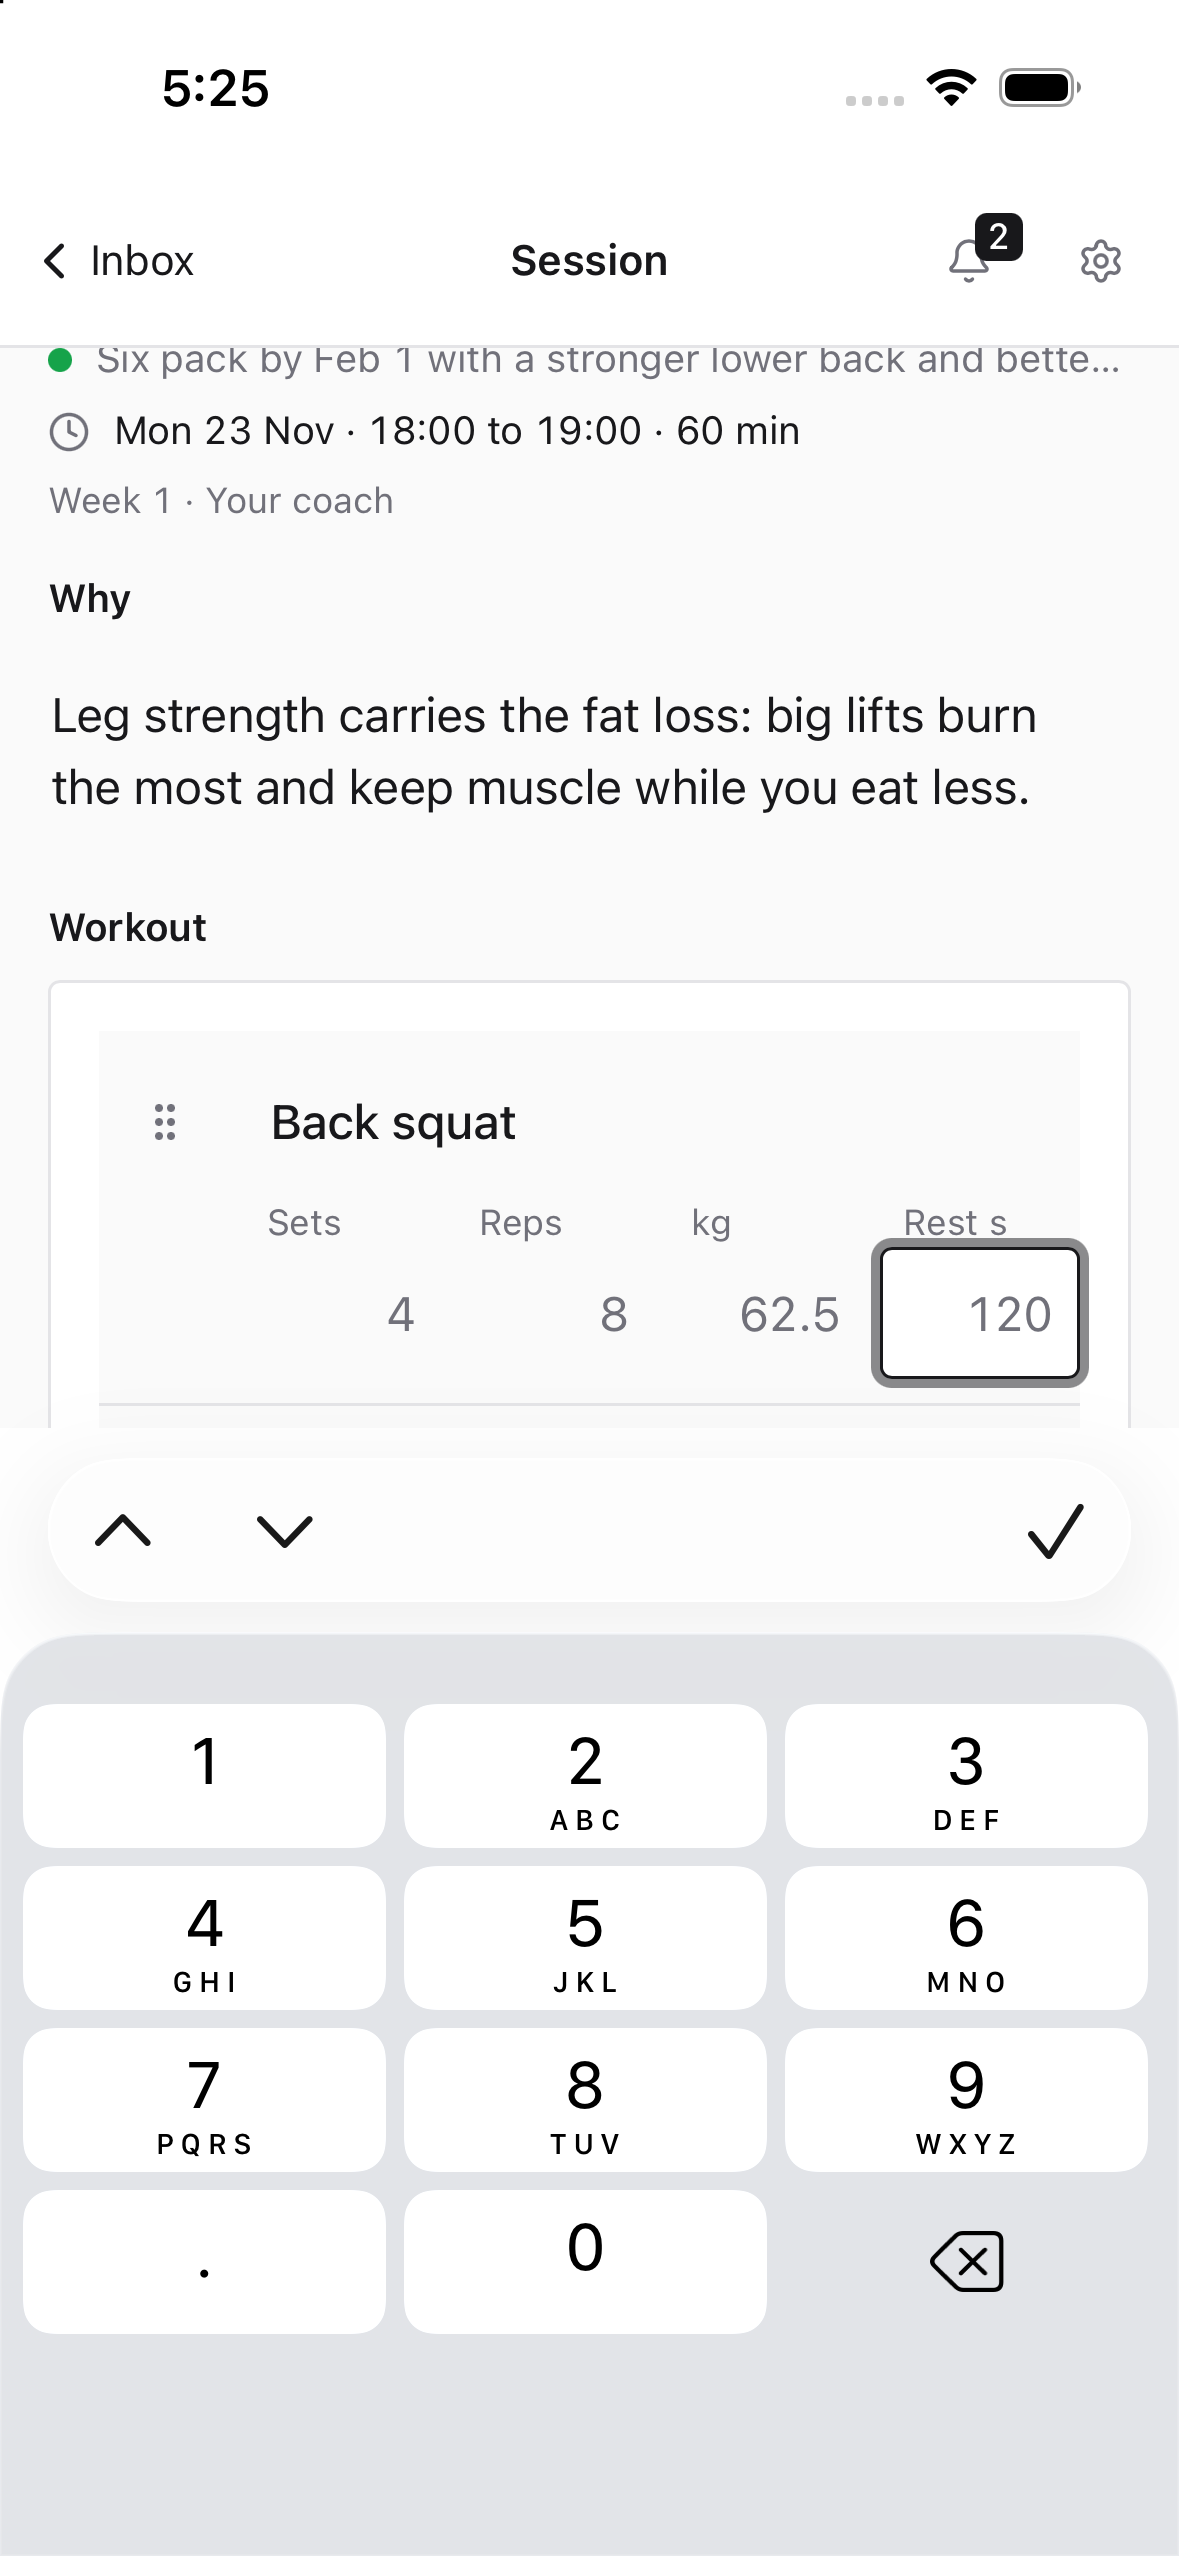 5:25
Inbox
Session
2
Six pack by Feb 1 with a stronger lower back and bette...
Mon 23 Nov · 18:00 to 19:00 · 60 min
Week 1 · Your coach
Why
Leg strength carries the fat loss: big lifts burn
the most and keep muscle while you eat less.
Workout
Back squat
Sets Reps kg Rest s
4 8 62.5 120
1 2 3
ABC DEF
4 5 6
GHI JKL MNO
7 8 9
PQRS TUV WXYZ
. 0